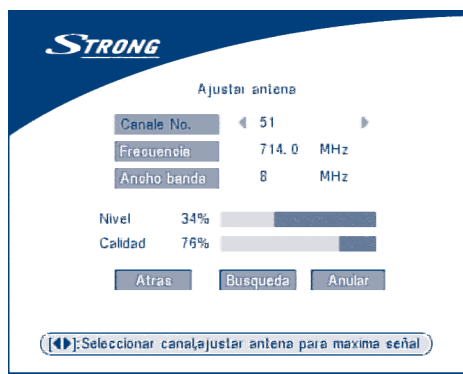 STRONG
Ajustar antena
Canale No. 51
Frecuencia 714.0 MHz
Ancho banda 8 MHz
Nivel 34%
Calidad 76%
Atras Busqueda Anular
[◀▶]:Seleccionar canal,ajustar antena para maxima señal